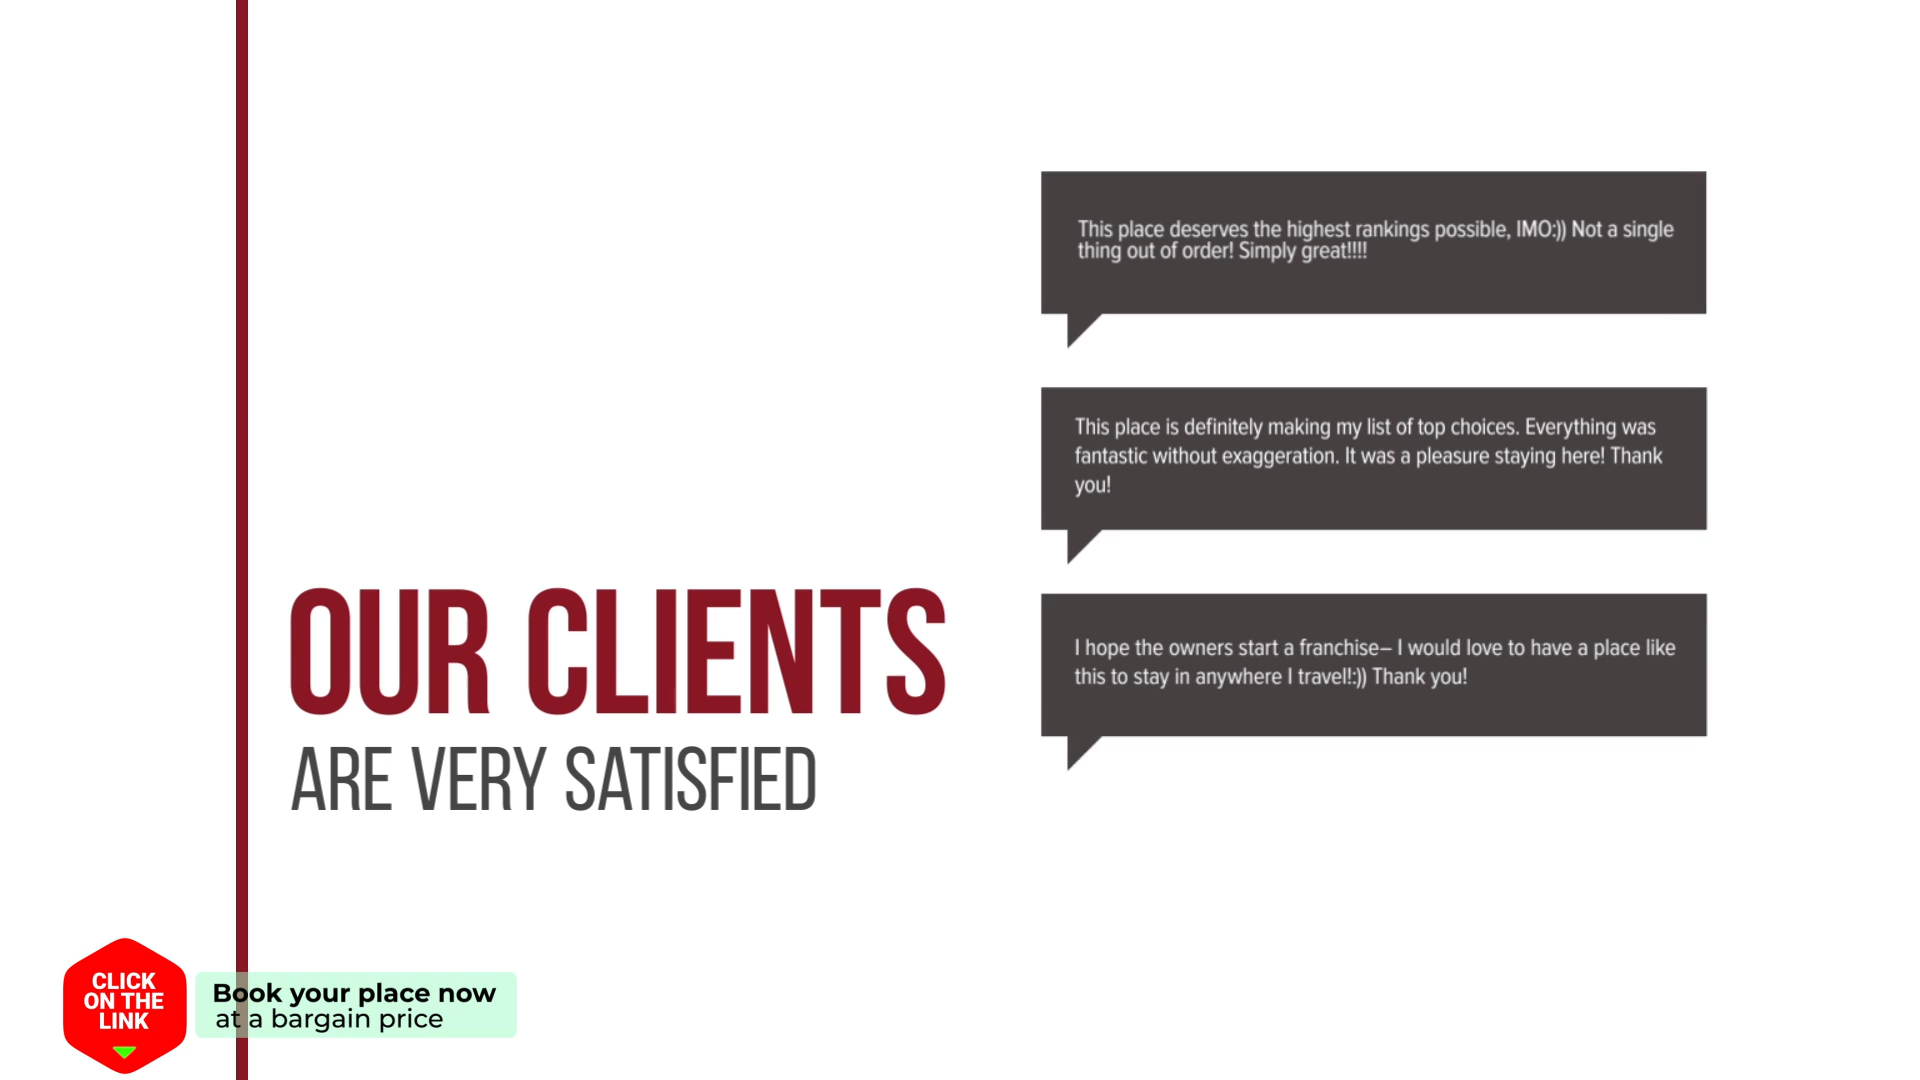 This place deserves the highest rankings possible, IMO:)) Not a single
thing out of order! Simply great!!!!
This place is definitely making my list of top choices. Everything was
fantastic without exaggeration. It was a pleasure staying here! Thank
you!
I hope the owners start a franchise– I would love to have a place like
this to stay in anywhere I travel!:)) Thank you!
OUR CLIENTS
ARE VERY SATISFIED
CLICK
ON THE
LINK
Book your place now
at a bargain price